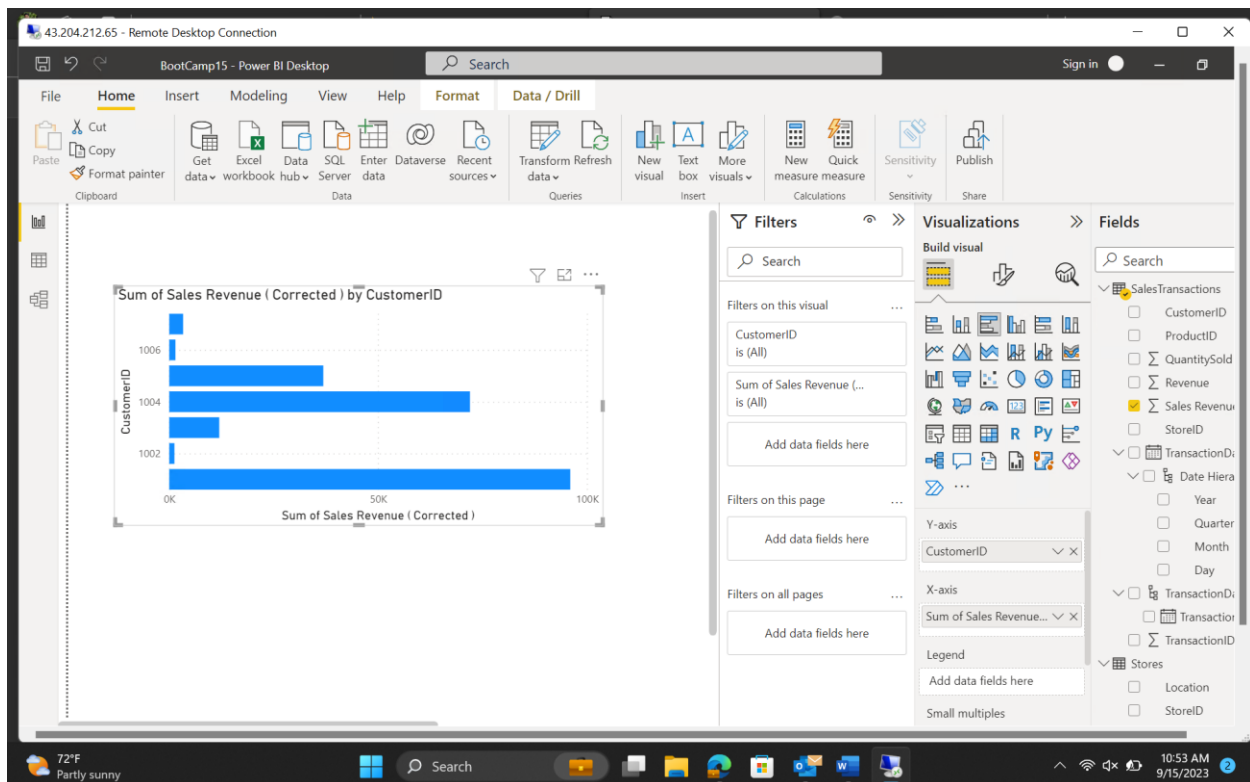 43.204.212.65 - Remote Desktop Connection
BootCamp15 - Power BI Desktop
Search
Sign in
File Home Insert Modeling View Help Format Data / Drill
Paste
Cut
Copy
Format painter
Clipboard
Get data
Excel workbook
Data hub
SQL Server
Enter data
Dataverse
Recent sources
Data
Transform data
Refresh
Queries
New visual
Text box
More visuals
Insert
New measure
Quick measure
Calculations
Sensitivity
Sensitivity
Publish
Share
Sum of Sales Revenue ( Corrected ) by CustomerID
CustomerID
1006
1004
1002
0K 50K 100K
Sum of Sales Revenue ( Corrected )
Filters
Search
Filters on this visual
CustomerID
is (All)
Sum of Sales Revenue (...
is (All)
Add data fields here
Filters on this page
Add data fields here
Filters on all pages
Add data fields here
Visualizations
Build visual
123
R Py
Y-axis
CustomerID
X-axis
Sum of Sales Revenue...
Legend
Add data fields here
Small multiples
Fields
Search
SalesTransactions
CustomerID
ProductID
QuantitySold
Revenue
Sales Revenu
StoreID
TransactionDa
Date Hiera
Year
Quarter
Month
Day
TransactionDa
Transaction
TransactionID
Stores
Location
StoreID
72°F
Partly sunny
Search
10:53 AM
9/15/2023
2